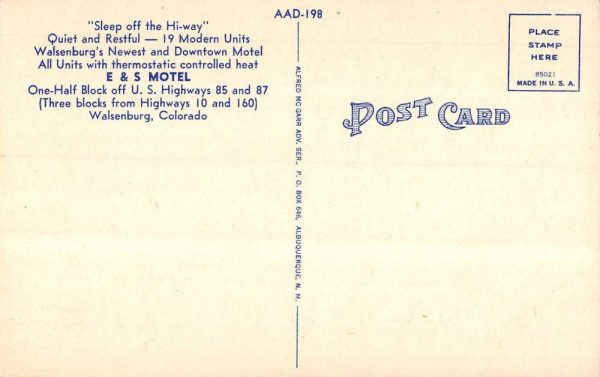 AAD-198
"Sleep off the Hi-way"
Quiet and Restful — 19 Modern Units
Walsenburg's Newest and Downtown Motel
All Units with thermostatic controlled heat
E & S MOTEL
One-Half Block off U. S. Highways 85 and 87
(Three blocks from Highways 10 and 160)
Walsenburg, Colorado
ALFRED MC GARR ADV. SER., P. O. BOX 646, ALBUQUERQUE, N. M.
POST CARD
PLACE
STAMP
HERE
85021
MADE IN U. S. A.